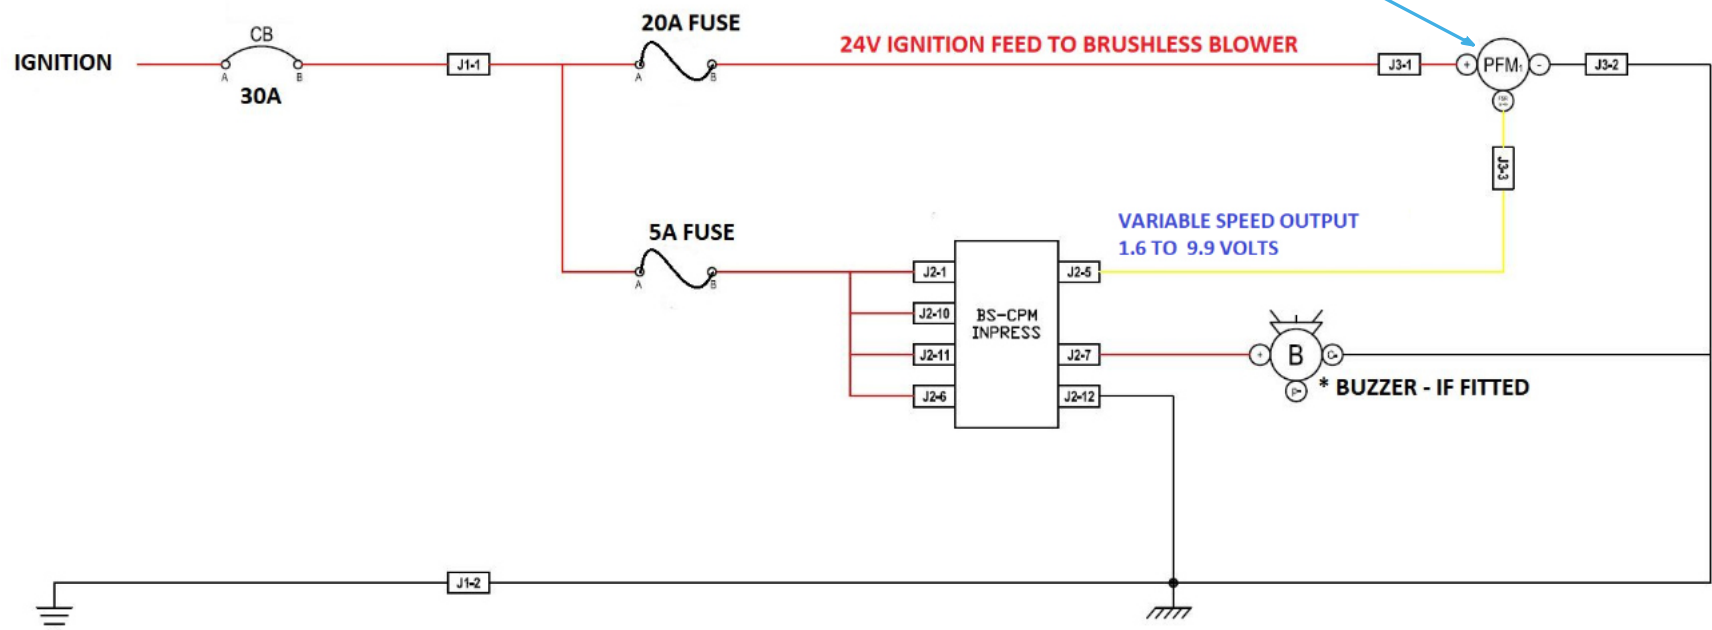 20A FUSE
CB
24V IGNITION FEED TO BRUSHLESS BLOWER
IGNITION
J1-1
J3-1
+
PFM1
-
J3-2
A
B
A
B
30A
J3-3
5A FUSE
VARIABLE SPEED OUTPUT
1.6 TO 9.9 VOLTS
J2-1
J2-5
A
B
J2-10
BS-CPM
INPRESS
J2-11
J2-7
+
B
J2-6
J2-12
* BUZZER - IF FITTED
J1-2